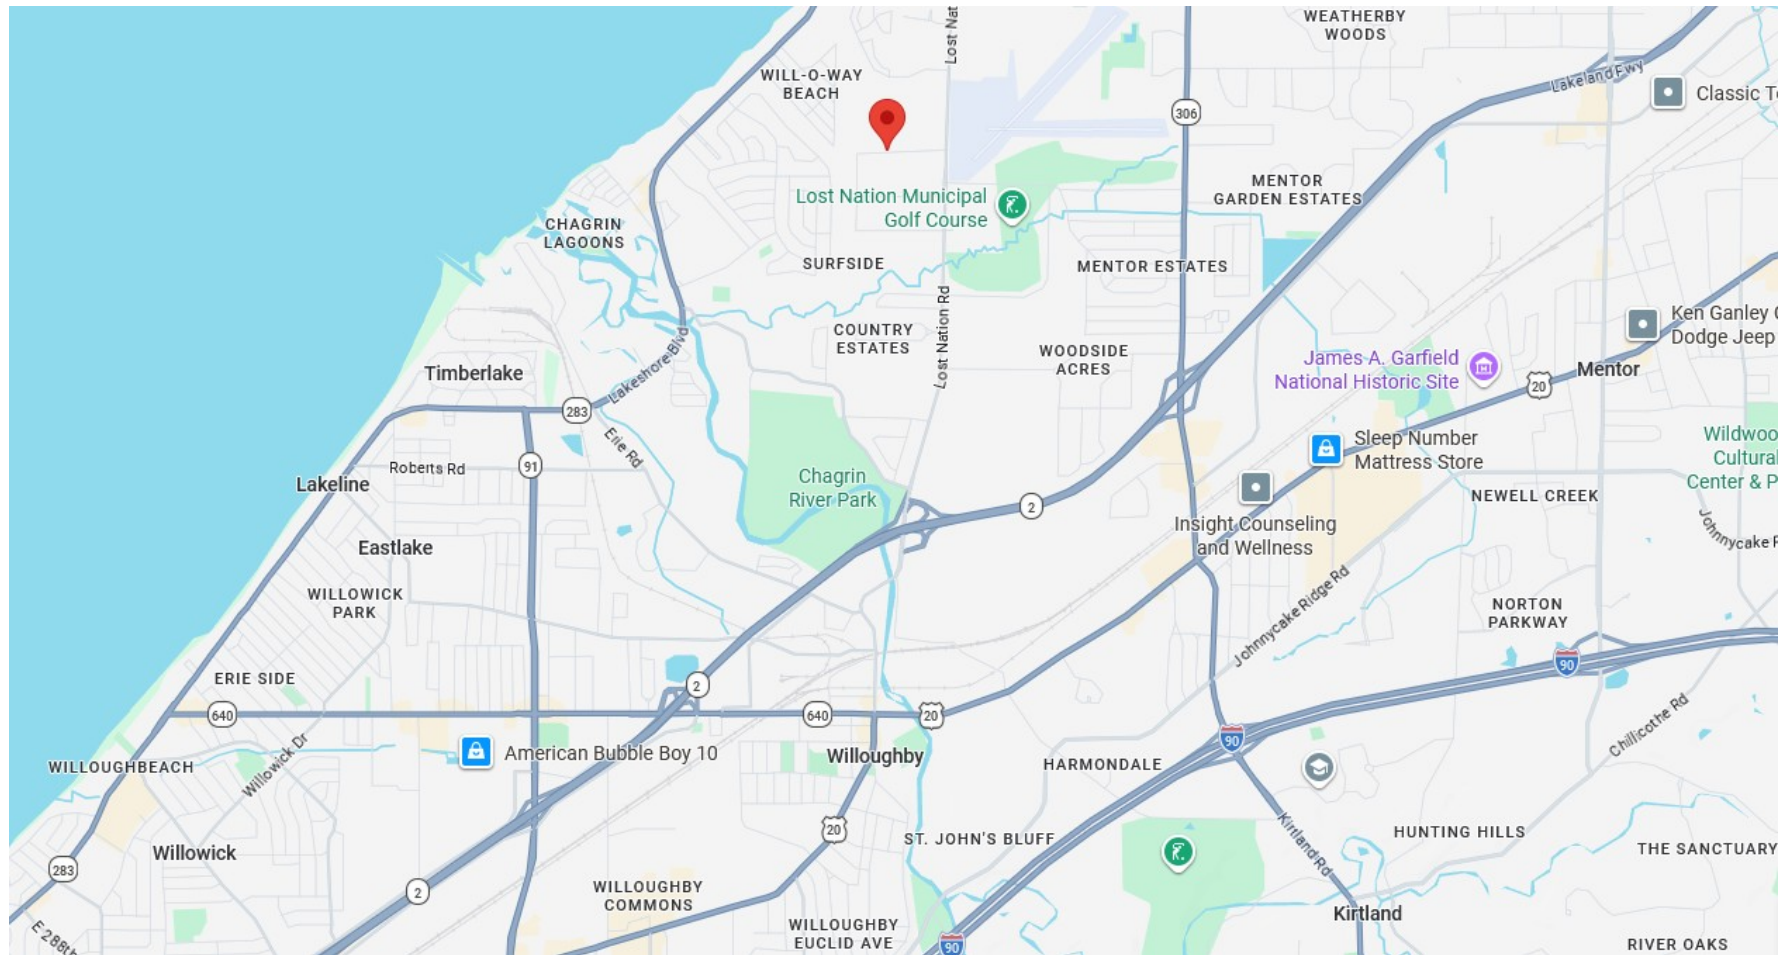 WEATHERBY
WOODS
Lost Nat
WILL-O-WAY
BEACH
Lakeland Fwy
Classic T
306
MENTOR
GARDEN ESTATES
Lost Nation Municipal
Golf Course
CHAGRIN
LAGOONS
SURFSIDE
MENTOR ESTATES
Lost Nation Rd
COUNTRY
ESTATES
WOODSIDE
ACRES
Ken Ganley
Dodge Jeep
James A. Garfield
National Historic Site
Mentor
20
Timberlake
Lakeshore Blvd
283
Erie Rd
91
Roberts Rd
Lakeline
Sleep Number
Mattress Store
Wildwoo
Cultural
Center & P
Chagrin
River Park
2
NEWELL CREEK
Insight Counseling
and Wellness
Johnnycake R
Eastlake
WILLOWICK
PARK
Johnnycake Ridge Rd
NORTON
PARKWAY
90
ERIE SIDE
2
640
640
20
90
Chillicothe Rd
WILLOUGHBEACH
Willowick Dr
American Bubble Boy 10
Willoughby
HARMONDALE
20
ST. JOHN'S BLUFF
Kirtland Rd
HUNTING HILLS
THE SANCTUARY
Willowick
283
2
WILLOUGHBY
COMMONS
WILLOUGHBY
EUCLID AVE
90
Kirtland
E 288th
RIVER OAKS